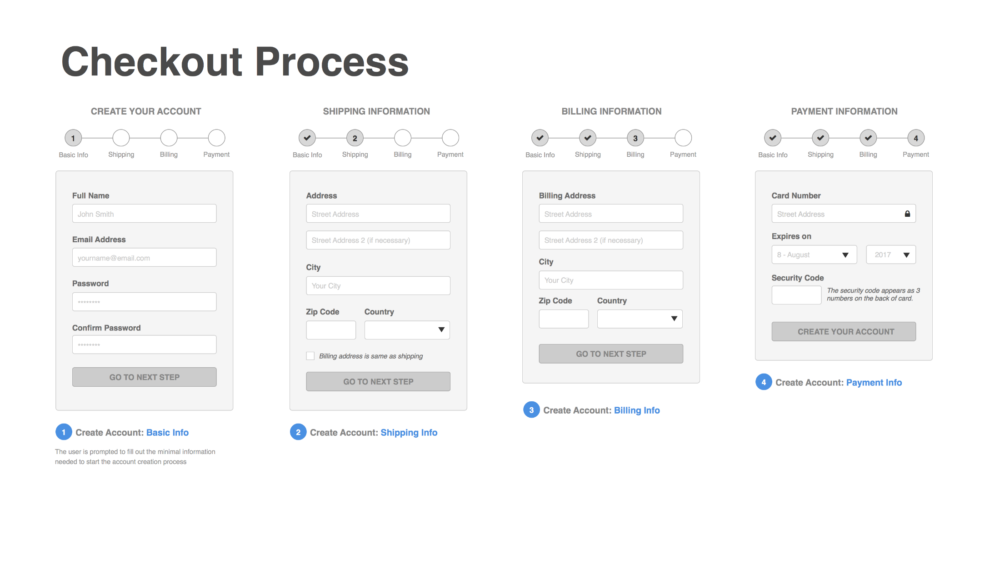 Checkout Process
CREATE YOUR ACCOUNT
1
Basic Info
Shipping
Billing
Payment
Full Name
John Smith
Email Address
yourname@email.com
Password
********
Confirm Password
********
GO TO NEXT STEP
1 Create Account: Basic Info
The user is prompted to fill out the minimal information
needed to start the account creation process
SHIPPING INFORMATION
2
Basic Info
Shipping
Billing
Payment
Address
Street Address
Street Address 2 (if necessary)
City
Your City
Zip Code
Country
Billing address is same as shipping
GO TO NEXT STEP
2 Create Account: Shipping Info
BILLING INFORMATION
3
Basic Info
Shipping
Billing
Payment
Billing Address
Street Address
Street Address 2 (if necessary)
City
Your City
Zip Code
Country
GO TO NEXT STEP
3 Create Account: Billing Info
PAYMENT INFORMATION
4
Basic Info
Shipping
Billing
Payment
Card Number
Street Address
Expires on
8 - August
2017
Security Code
The security code appears as 3
numbers on the back of card.
CREATE YOUR ACCOUNT
4 Create Account: Payment Info